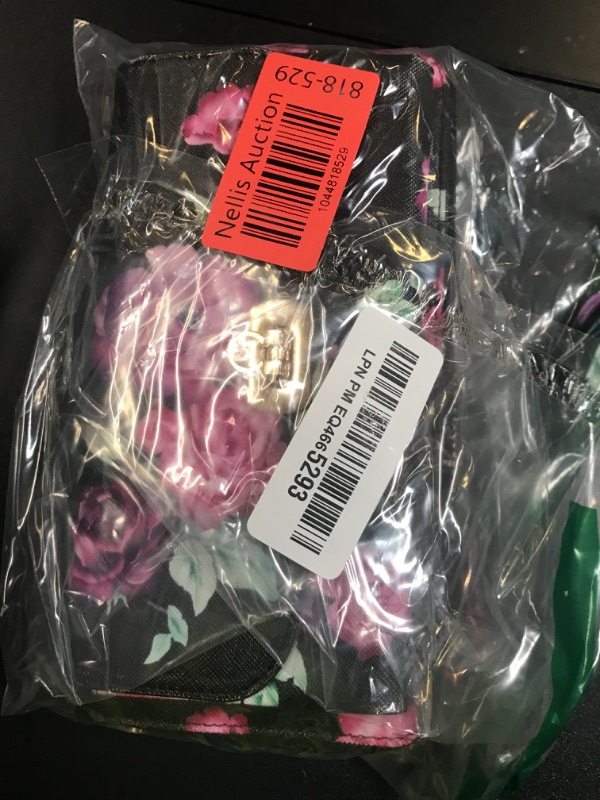 818-529
Nellis Auction
1044818529
LPN PM EQ4665293